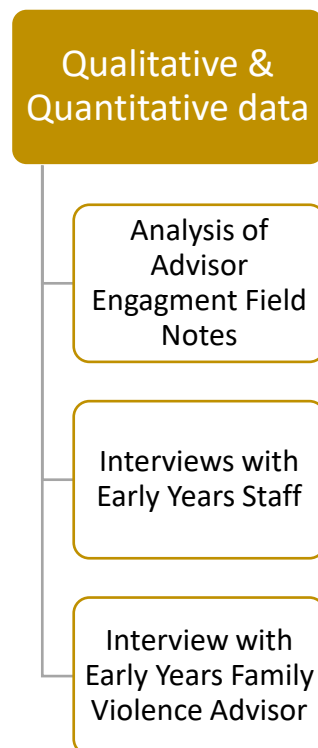 Qualitative &
Quantitative data
Analysis of
Advisor
Engagment Field
Notes
Interviews with
Early Years Staff
Interview with
Early Years Family
Violence Advisor